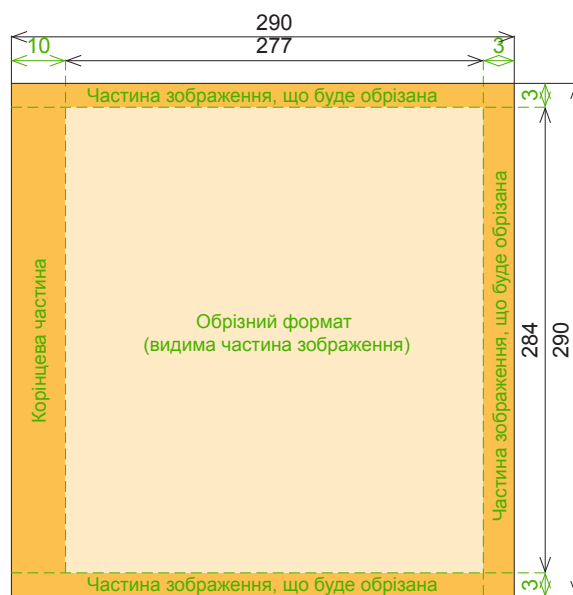 290
10 277 3
Частина зображення, що буде обрізана
3
Корінцева частина
Обрізний формат
(видима частина зображення)
Частина зображення, що буде обрізана
284
290
Частина зображення, що буде обрізана
3